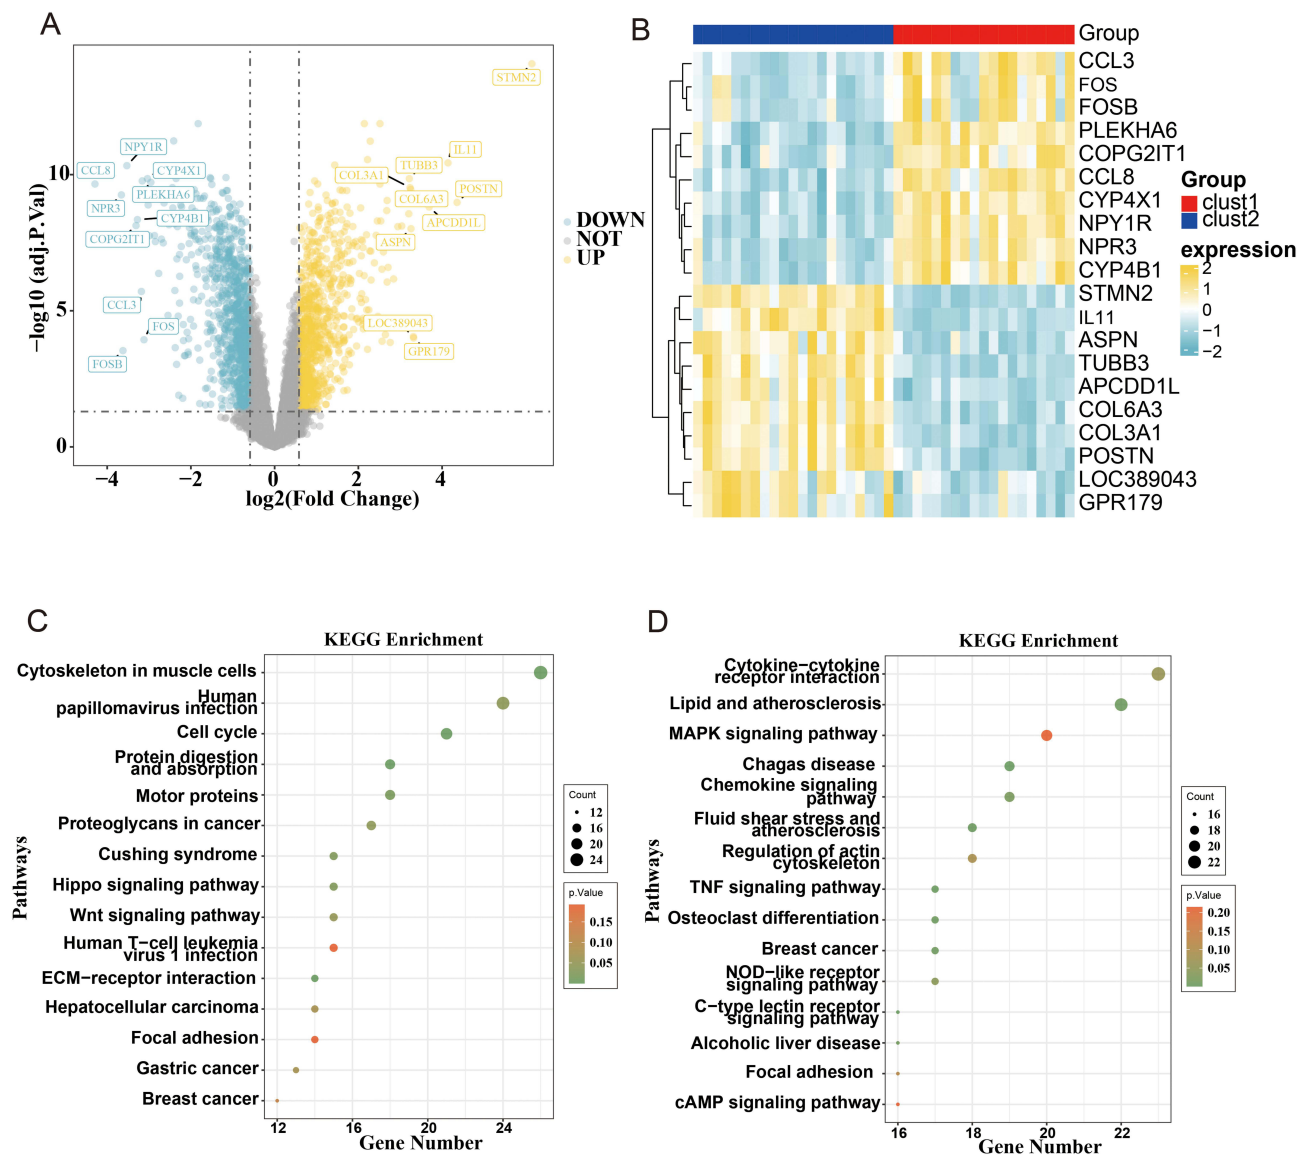 A
STMN2
NPY1R
IL11
CCL8
CYP4X1
TUBB3
COL3A1
PLEKHA6
POSTN
COL6A3
NPR3
CYP4B1
APCDD1L
COPG2IT1
ASPN
CCL3
FOS
LOC389043
FOSB
GPR179
10
5
0
−log10 (adj.P.Val)
−4
−2
0
2
4
log2(Fold Change)
DOWN
NOT
UP
B
Group
CCL3
FOS
FOSB
PLEKHA6
COPG2IT1
CCL8
CYP4X1
NPY1R
NPR3
CYP4B1
STMN2
IL11
ASPN
TUBB3
APCDD1L
COL6A3
COL3A1
POSTN
LOC389043
GPR179
Group
clust1
clust2
expression
2
1
0
−1
−2
C
KEGG Enrichment
Pathways
Cytoskeleton in muscle cells
Human
papillomavirus infection
Cell cycle
Protein digestion
and absorption
Motor proteins
Proteoglycans in cancer
Cushing syndrome
Hippo signaling pathway
Wnt signaling pathway
Human T−cell leukemia
virus 1 infection
ECM−receptor interaction
Hepatocellular carcinoma
Focal adhesion
Gastric cancer
Breast cancer
12
16
20
24
Gene Number
Count
12
16
20
24
p.Value
0.15
0.10
0.05
D
KEGG Enrichment
Pathways
Cytokine−cytokine
receptor interaction
Lipid and atherosclerosis
MAPK signaling pathway
Chagas disease
Chemokine signaling
pathway
Fluid shear stress and
atherosclerosis
Regulation of actin
cytoskeleton
TNF signaling pathway
Osteoclast differentiation
Breast cancer
NOD−like receptor
signaling pathway
C−type lectin receptor
signaling pathway
Alcoholic liver disease
Focal adhesion
cAMP signaling pathway
16
18
20
22
Gene Number
Count
16
18
20
22
p.Value
0.20
0.15
0.10
0.05